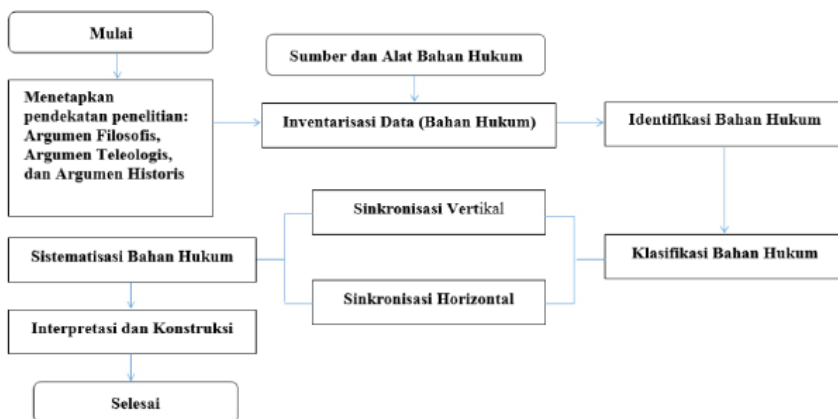 Mulai
Sumber dan Alat Bahan Hukum
Menetapkan
pendekatan penelitian:
Argumen Filosofis,
Argumen Teleologis,
dan Argumen Historis
Inventarisasi Data (Bahan Hukum)
Identifikasi Bahan Hukum
Sinkronisasi Vertikal
Sistematisasi Bahan Hukum
Klasifikasi Bahan Hukum
Sinkronisasi Horizontal
Interpretasi dan Konstruksi
Selesai